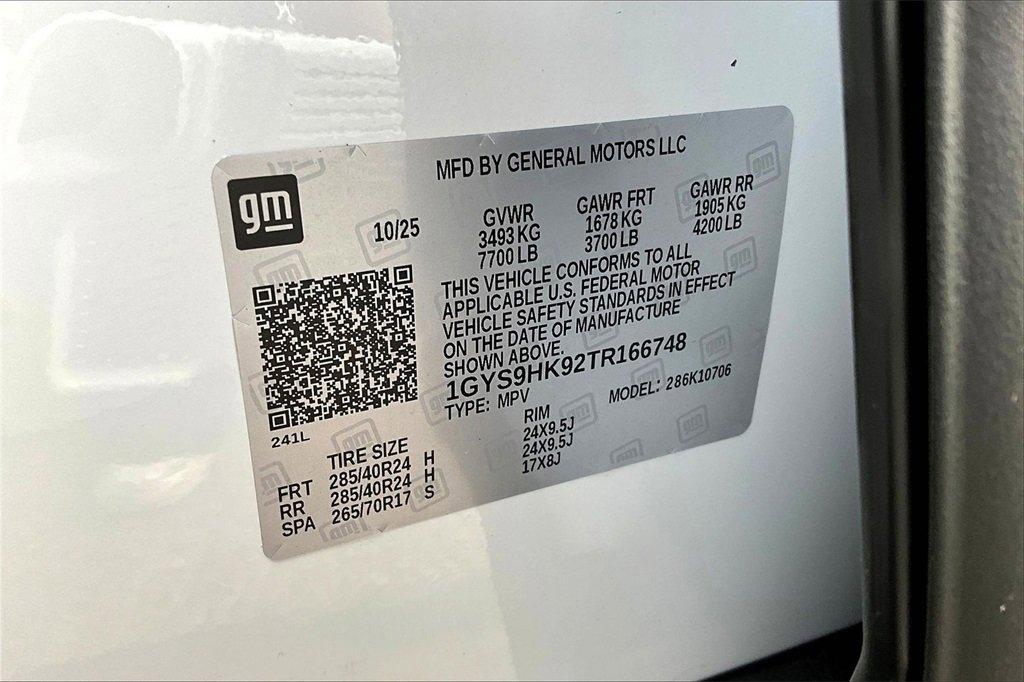 MFD BY GENERAL MOTORS LLC
gm
10/25
GVWR
3493 KG
7700 LB
GAWR FRT
1678 KG
3700 LB
GAWR RR
1905 KG
4200 LB
THIS VEHICLE CONFORMS TO ALL
APPLICABLE U.S. FEDERAL MOTOR
VEHICLE SAFETY STANDARDS IN EFFECT
ON THE DATE OF MANUFACTURE
SHOWN ABOVE.
1GYS9HK92TR166748
TYPE: MPV MODEL: 286K10706
241L
TIRE SIZE RIM
FRT 285/40R24 H 24X9.5J
RR 285/40R24 H 24X9.5J
SPA 265/70R17 S 17X8J